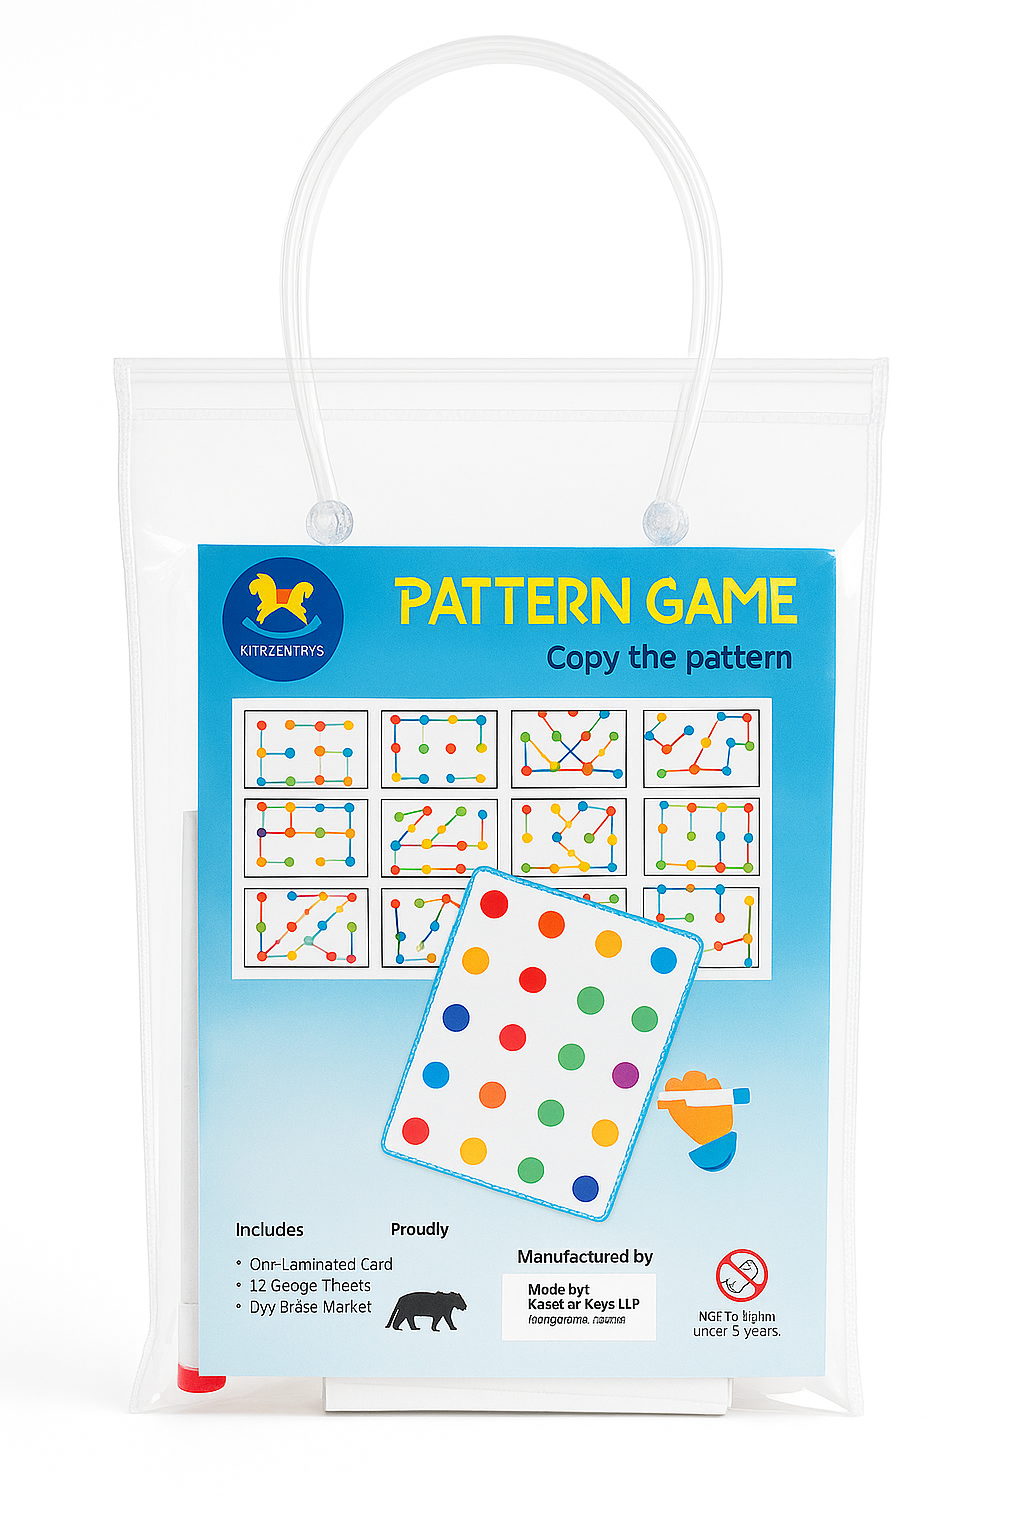 KITRZENTRYS
PATTERN GAME
Copy the pattern
Includes
Proudly
• Onr-Laminated Card
• 12 Geoge Theets
• Dyy Bråse Market
Manufactured by
Mode byt
Kaset ar Keys LLP
NGE To
uncer 5 years.